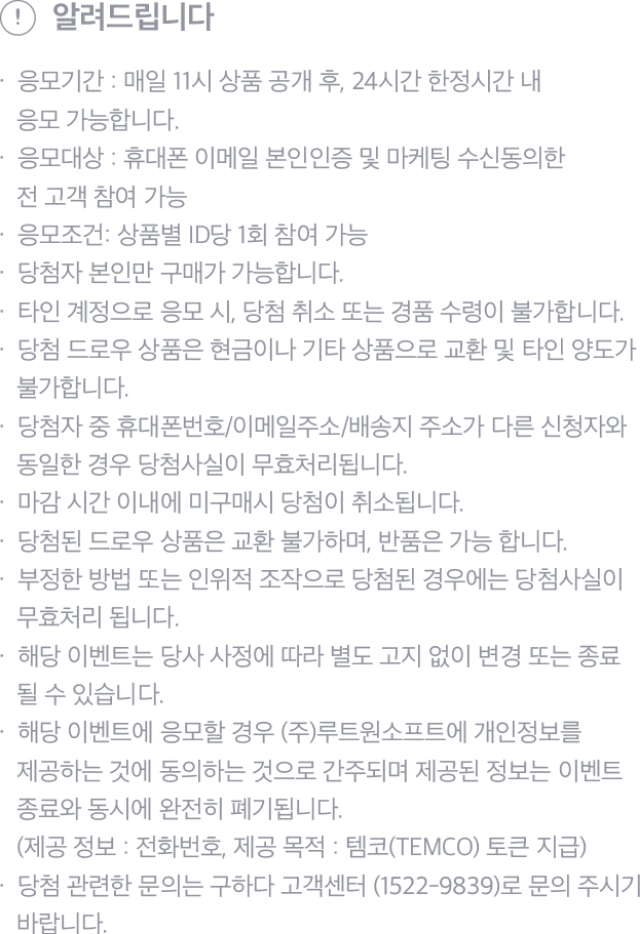 ! 알려드립니다
· 응모기간 : 매일 11시 상품 공개 후, 24시간 한정시간 내
응모 가능합니다.
· 응모대상 : 휴대폰 이메일 본인인증 및 마케팅 수신동의한
전 고객 참여 가능
· 응모조건: 상품별 ID당 1회 참여 가능
· 당첨자 본인만 구매가 가능합니다.
· 타인 계정으로 응모 시, 당첨 취소 또는 경품 수령이 불가합니다.
· 당첨 드로우 상품은 현금이나 기타 상품으로 교환 및 타인 양도가
불가합니다.
· 당첨자 중 휴대폰번호/이메일주소/배송지 주소가 다른 신청자와
동일한 경우 당첨사실이 무효처리됩니다.
· 마감 시간 이내에 미구매시 당첨이 취소됩니다.
· 당첨된 드로우 상품은 교환 불가하며, 반품은 가능 합니다.
· 부정한 방법 또는 인위적 조작으로 당첨된 경우에는 당첨사실이
무효처리 됩니다.
· 해당 이벤트는 당사 사정에 따라 별도 고지 없이 변경 또는 종료
될 수 있습니다.
· 해당 이벤트에 응모할 경우 (주)루트원소프트에 개인정보를
제공하는 것에 동의하는 것으로 간주되며 제공된 정보는 이벤트
종료와 동시에 완전히 폐기됩니다.
(제공 정보 : 전화번호, 제공 목적 : 템코(TEMCO) 토큰 지급)
· 당첨 관련한 문의는 구하다 고객센터 (1522-9839)로 문의 주시기
바랍니다.